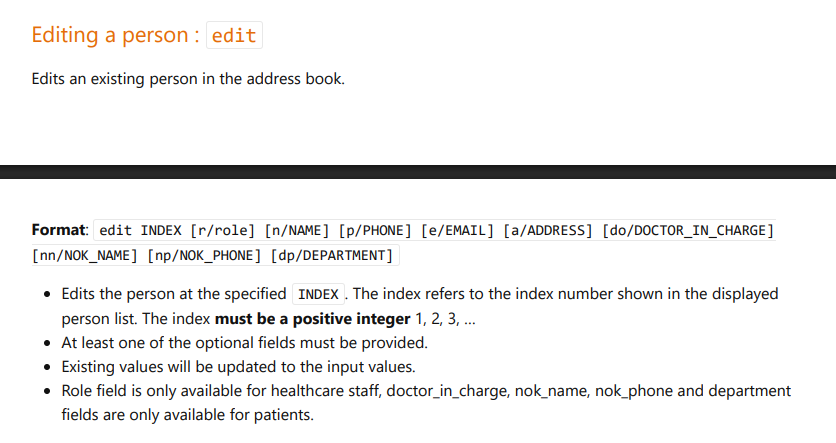 Editing a person : edit
Edits an existing person in the address book.
Format: edit INDEX [r/role] [n/NAME] [p/PHONE] [e/EMAIL] [a/ADDRESS] [do/DOCTOR_IN_CHARGE]
[nn/NOK_NAME] [np/NOK_PHONE] [dp/DEPARTMENT]
• Edits the person at the specified INDEX . The index refers to the index number shown in the displayed
person list. The index must be a positive integer 1, 2, 3, ...
• At least one of the optional fields must be provided.
• Existing values will be updated to the input values.
• Role field is only available for healthcare staff, doctor_in_charge, nok_name, nok_phone and department
fields are only available for patients.